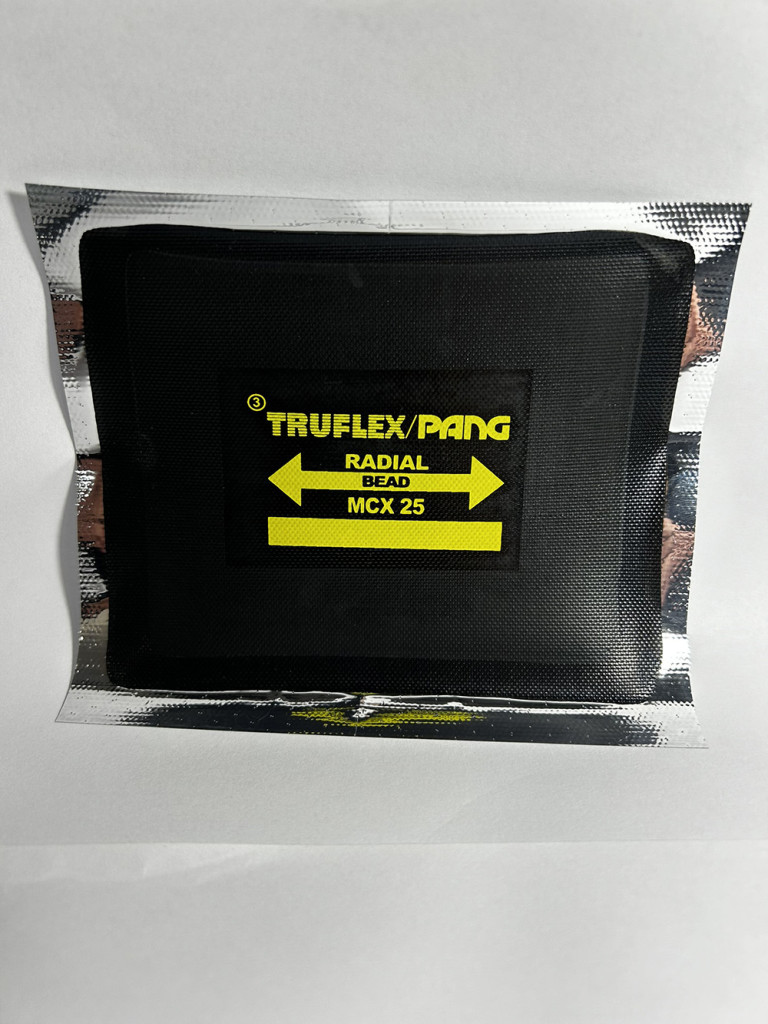 ③
TRUFLEX/PANG
RADIAL
BEAD
MCX 25